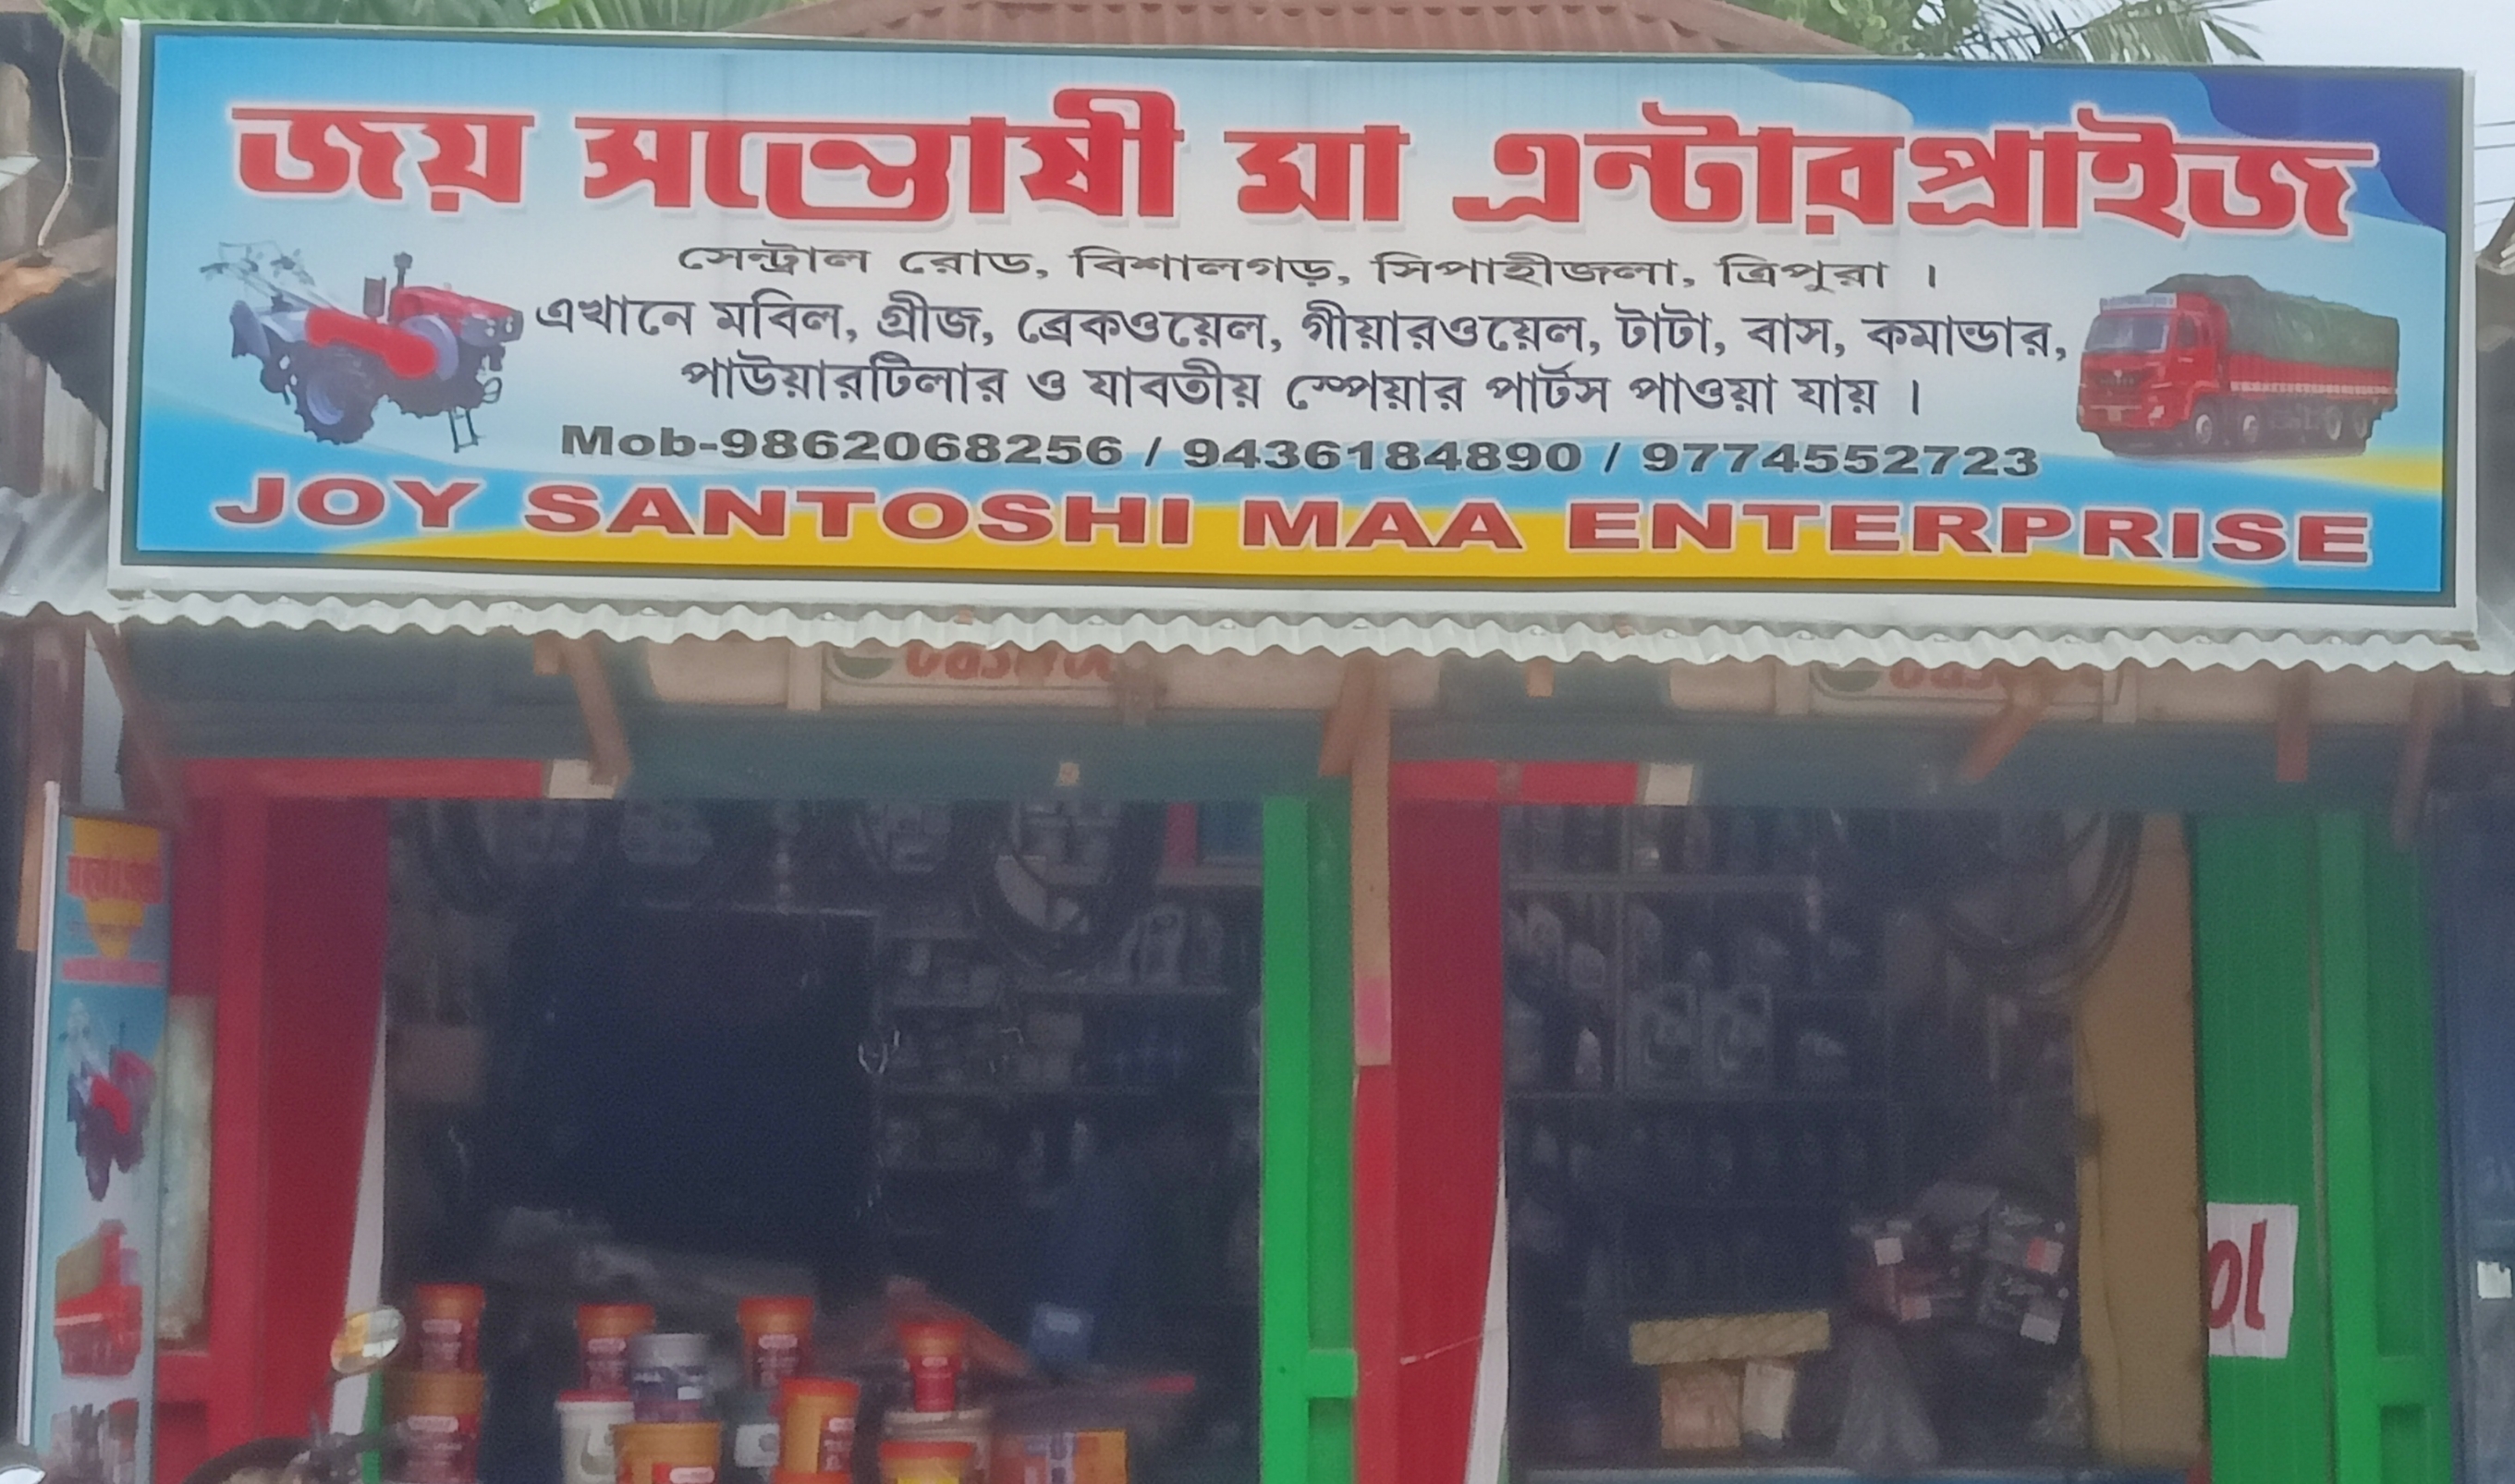 জয় সন্তোষী মা এন্টারপ্রাইজ
সেন্ট্রাল রোড, বিশালগড়, সিপাহীজলা, ত্রিপুরা ।
এখানে মবিল, গ্রীজ, ব্রেকওয়েল, গীয়ারওয়েল, টাটা, বাস, কমান্ডার,
পাউয়ারটিলার ও যাবতীয় স্পেয়ার পার্টস পাওয়া যায় ।
Mob-9862068256 / 9436184890 / 9774552723
JOY SANTOSHI MAA ENTERPRISE
ol